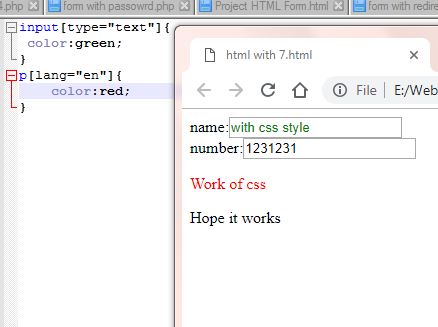 4.php form with passowrd.php Project HTML Form.html form with redire
input[type="text"]{
color:green;
}
p[lang="en"]{
color:red;
}
html with 7.html
File E:/Web
name:with css style
number:1231231
Work of css
Hope it works